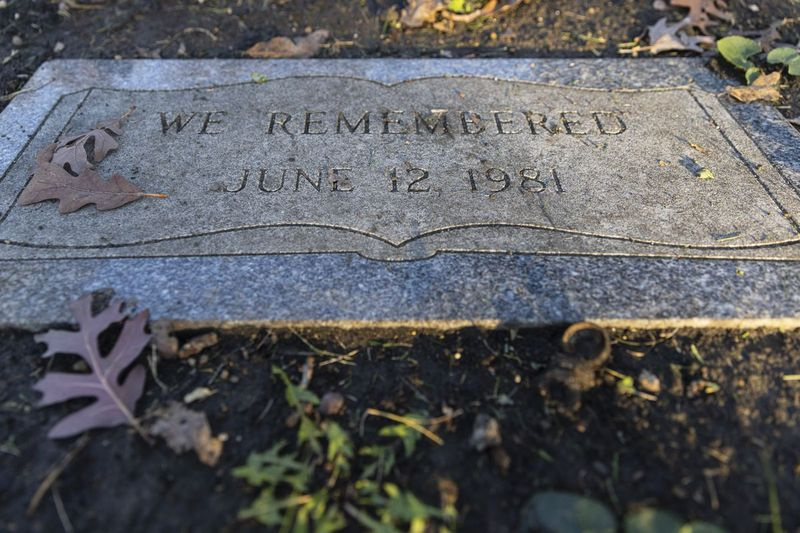 WE REMEMBERED
JUNE 12, 1981